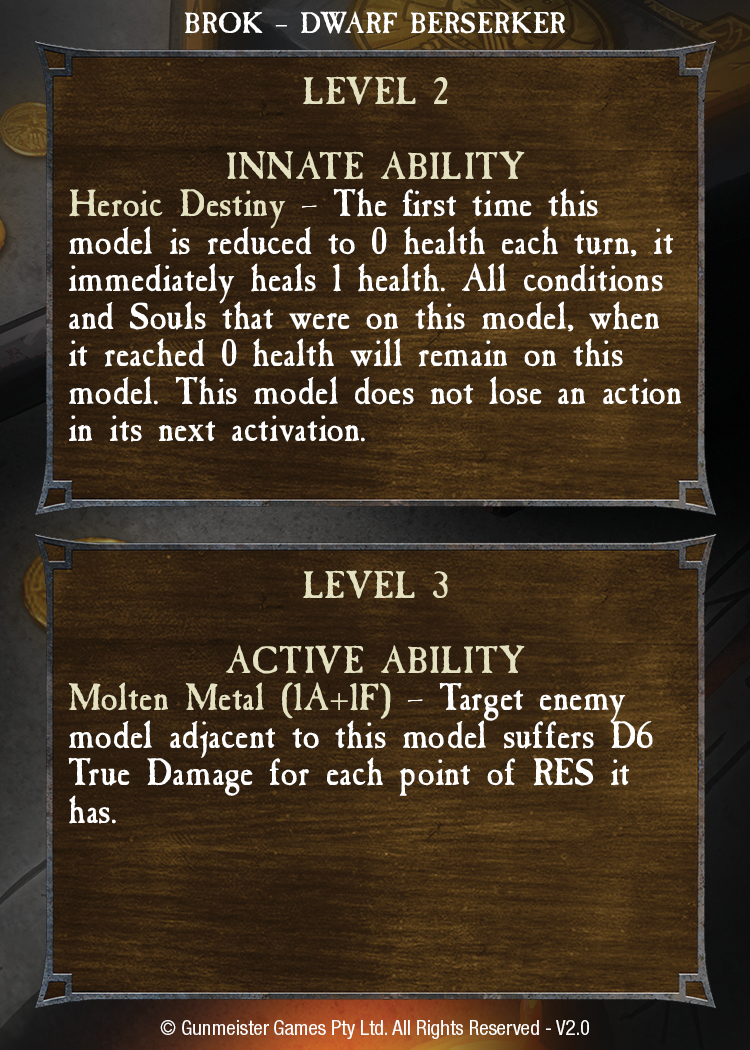 BROK – DWARF BERSERKER
LEVEL 2
INNATE ABILITY
Heroic Destiny – The first time this
model is reduced to 0 health each turn, it
immediately heals 1 health. All conditions
and Souls that were on this model, when
it reached 0 health will remain on this
model. This model does not lose an action
in its next activation.
LEVEL 3
ACTIVE ABILITY
Molten Metal (1A+1F) – Target enemy
model adjacent to this model suffers D6
True Damage for each point of RES it
has.
© Gunmeister Games Pty Ltd. All Rights Reserved - V2.0